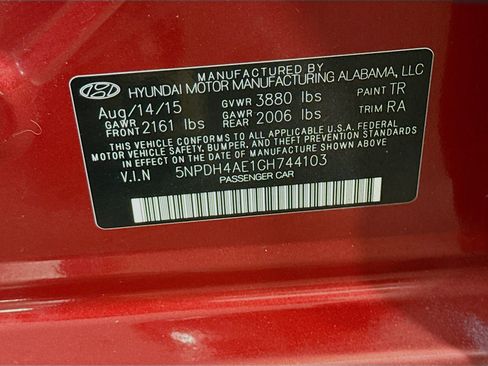 MANUFACTURED BY
HYUNDAI MOTOR MANUFACTURING ALABAMA, LLC
Aug/14/15 GVWR 3880 lbs PAINT TR
GAWR FRONT 2161 lbs GAWR REAR 2006 lbs TRIM RA
THIS VEHICLE CONFORMS TO ALL APPLICABLE U.S.A. FEDERAL
MOTOR VEHICLE SAFETY, BUMPER, AND THEFT PREVENTION
STANDARDS IN EFFECT ON THE DATE OF MANUFACTURE SHOWN ABOVE
V.I.N 5NPDH4AE1GH744103
PASSENGER CAR